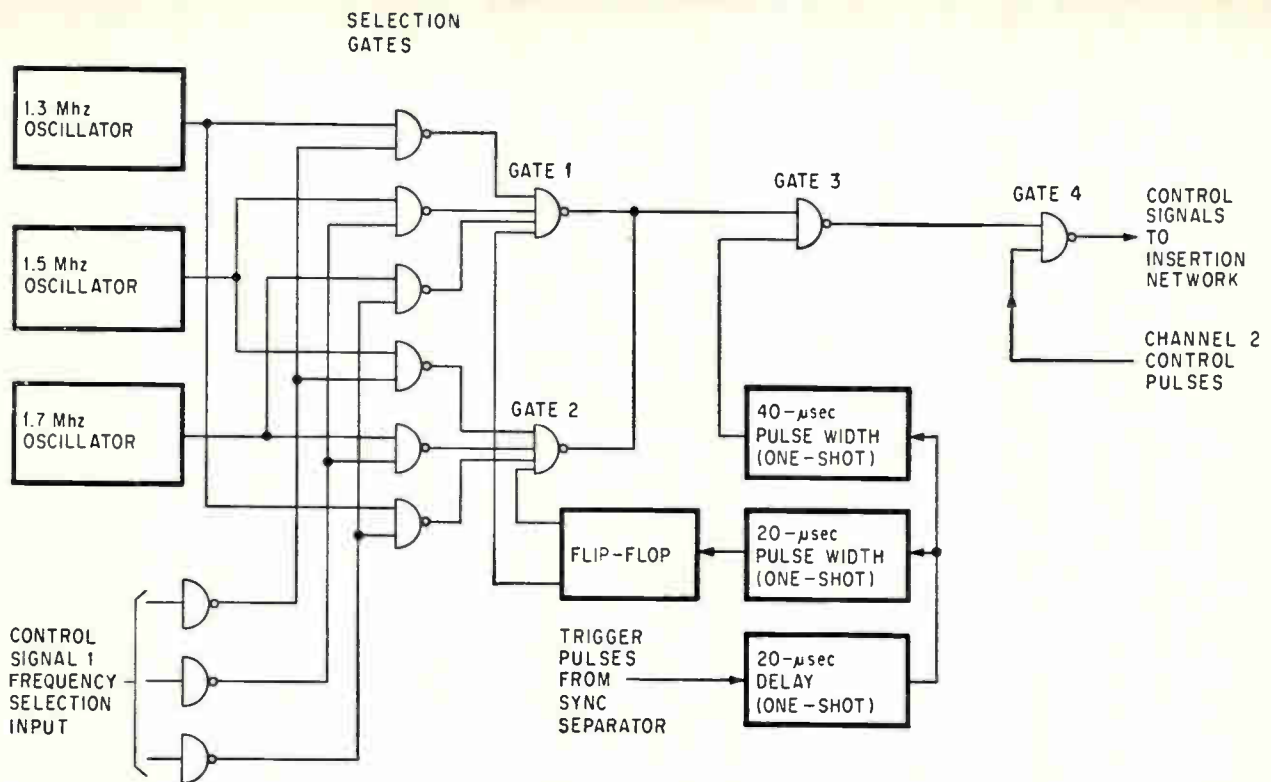 SELECTION
GATES
1.3 Mhz
OSCILLATOR
1.5 Mhz
OSCILLATOR
1.7 Mhz
OSCILLATOR
GATE 1
GATE 2
GATE 3
GATE 4
CONTROL
SIGNALS
TO
INSERTION
NETWORK
CHANNEL 2
CONTROL
PULSES
40-μsec
PULSE WIDTH
(ONE-SHOT)
20-μsec
PULSE WIDTH
(ONE-SHOT)
FLIP-FLOP
20-μsec
DELAY
(ONE-SHOT)
TRIGGER
PULSES
FROM
SYNC
SEPARATOR
CONTROL
SIGNAL 1
FREQUENCY
SELECTION
INPUT